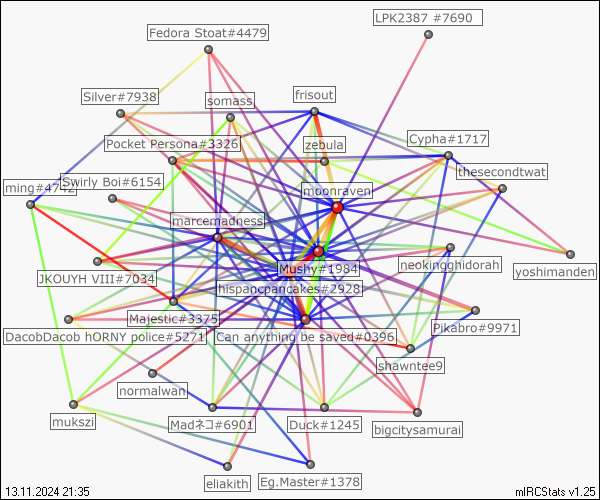 LPK2387 #7690
Fedora Stoat#4479
Silver#7938
somass
frisout
Pocket Persona#3326
zebula
Cypha#1717
thesecondtwat
ming#4742
Swirly Boi#6154
moonraven
marcemadness
JKOUYH VIII#7034
Mushy#1984
neokingghidorah
yoshimanden
hispancpancakes#2928
Majestic#3375
Pikabro#9971
DacobDacob hORNY police#5271
Can anything be saved#0396
shawntee9
normalwan
mukszi
Madネコ#6901
Duck#1245
bigcitysamurai
eliakith
Eg.Master#1378
13.11.2024 21:35
mIRCStats v1.25